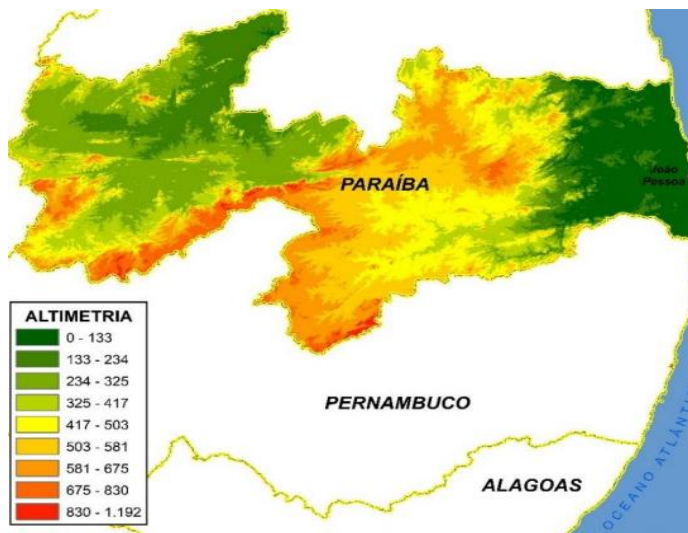 João
Pessoa
PARAÍBA
ALTIMETRIA
0 - 133
133 - 234
234 - 325
325 - 417
417 - 503
503 - 581
581 - 675
675 - 830
830 - 1.192
PERNAMBUCO
ALAGOAS
OCEANO ATLÂNTI